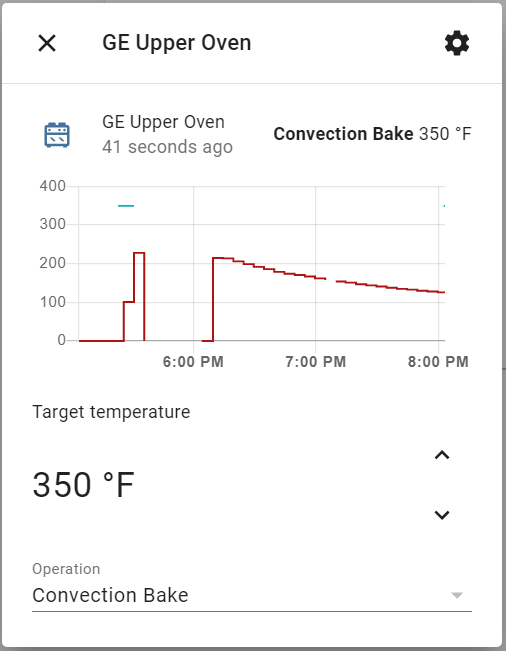 GE Upper Oven
GE Upper Oven
41 seconds ago
Convection Bake 350 °F
400
300
200
100
0
6:00 PM 7:00 PM 8:00 PM
Target temperature
350 °F
Operation
Convection Bake